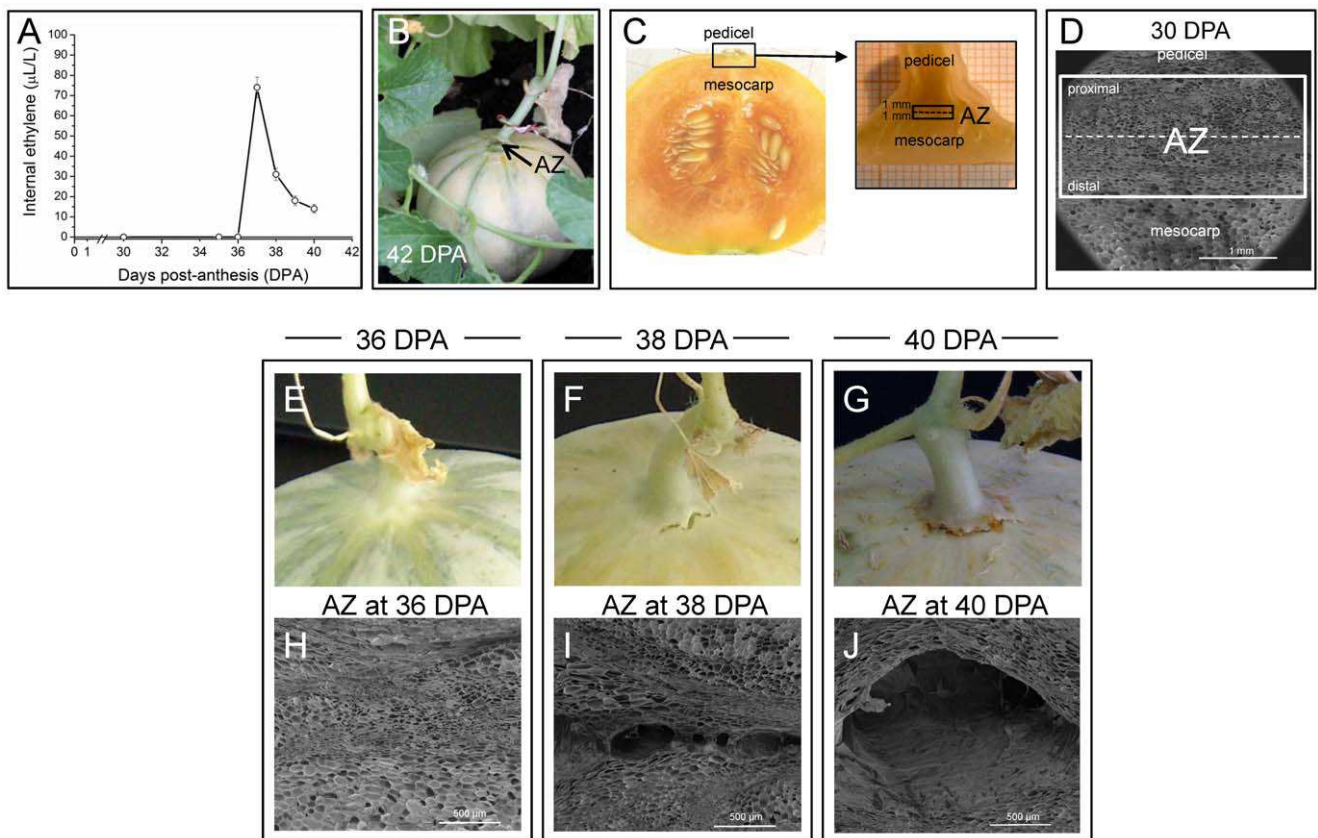 A
Internal ethylene (µL/L)
100
90
80
70
60
50
40
30
20
10
0
0 1 30 32 34 36 38 40 42
Days post-anthesis (DPA)
B
AZ
42 DPA
C
pedicel
mesocarp
pedicel
1 mm
1 mm
AZ
mesocarp
30 DPA
D
pedicel
proximal
AZ
distal
mesocarp
1 mm
36 DPA
38 DPA
40 DPA
E
F
G
AZ at 36 DPA
AZ at 38 DPA
AZ at 40 DPA
H
500 µm
I
500 µm
J
500 µm